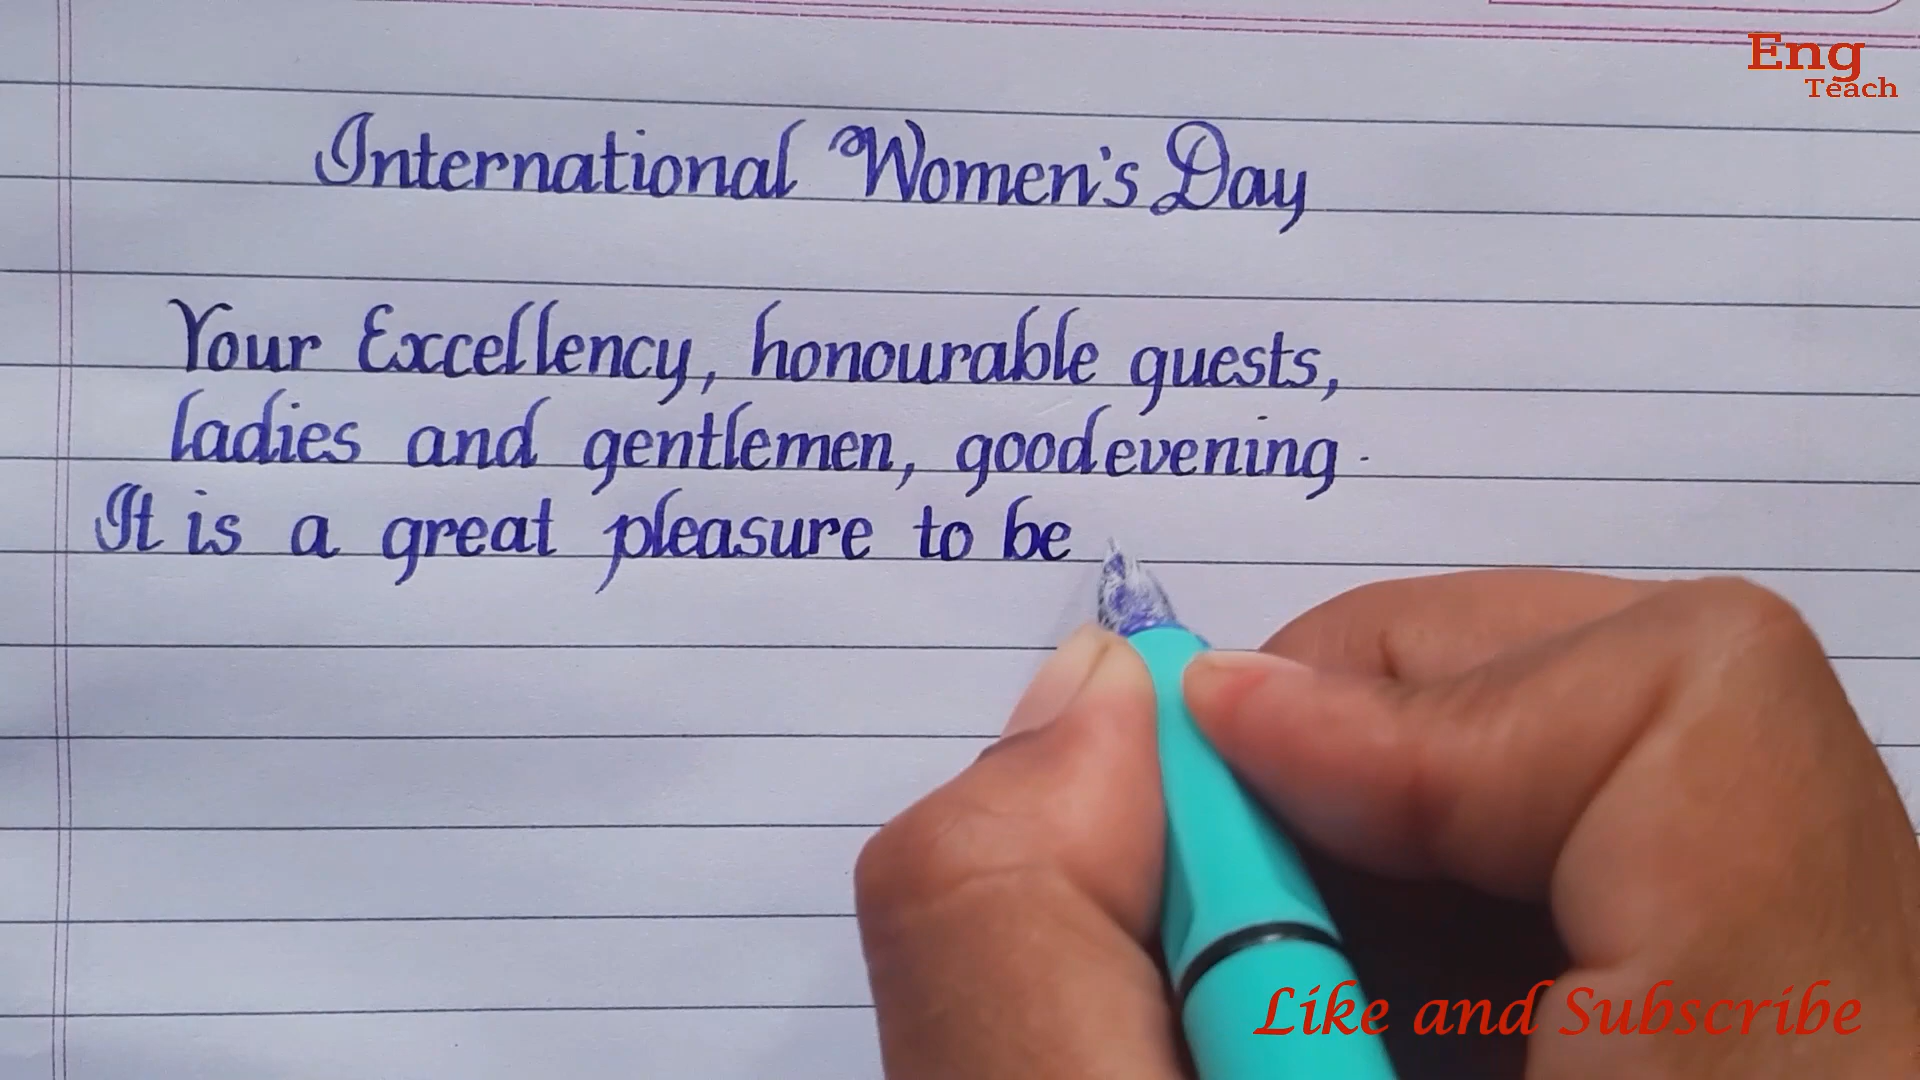 Eng
Teach
International Women's Day
Your Excellency, honourable guests,
ladies and gentlemen, goodevening.
It is a great pleasure to be
Like and Subscribe